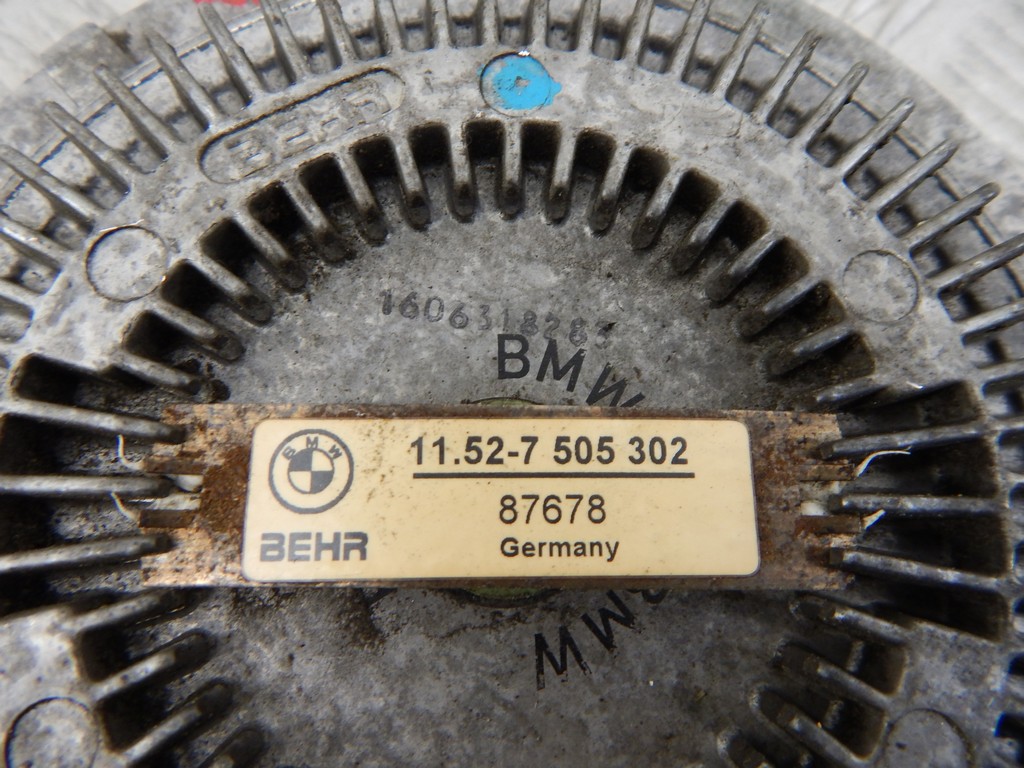 BEHR
1606318283
BMW
BMW
11.52-7 505 302
87678
BEHR
Germany
BMW